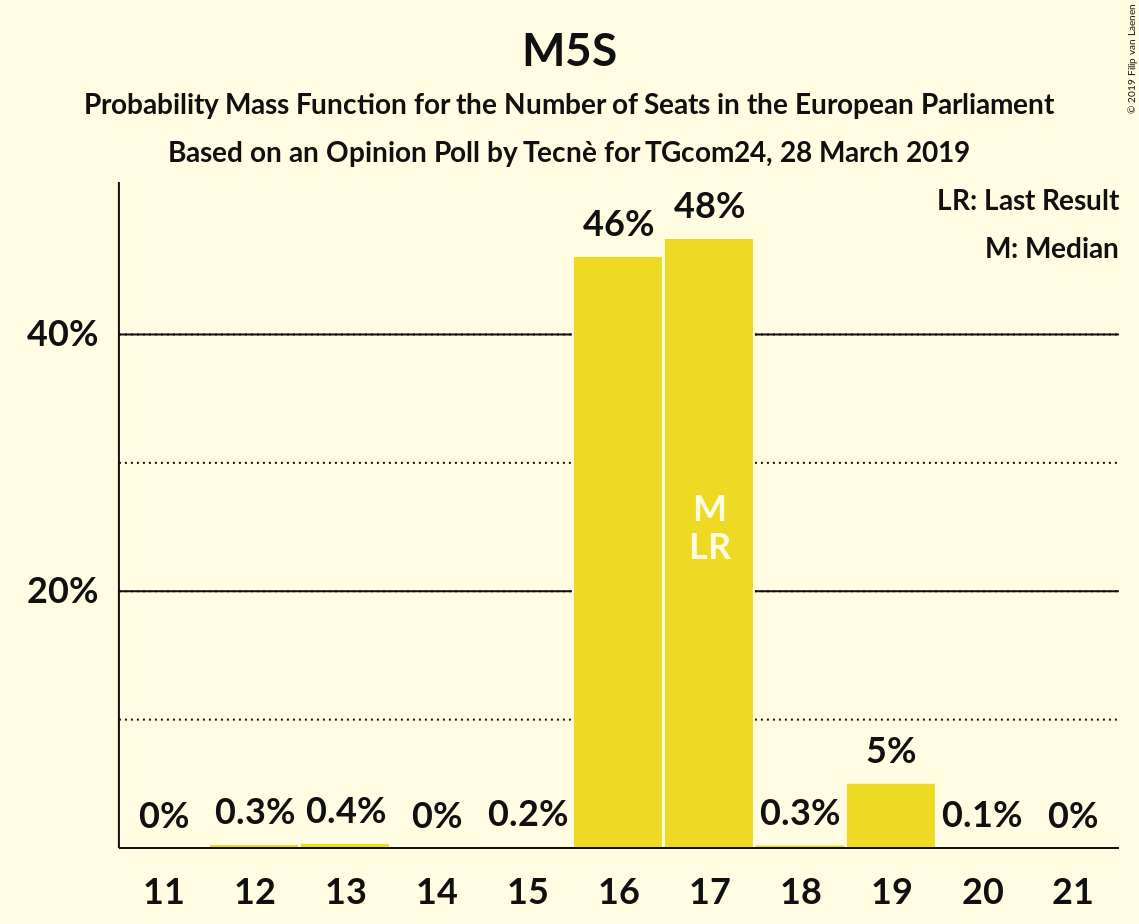 M5S
Probability Mass Function for the Number of Seats in the European Parliament
Based on an Opinion Poll by Tecnè for TGcom24, 28 March 2019
© 2019 Filip van Laenen
LR: Last Result
M: Median
40%
20%
0%
0.3%
0.4%
0%
0.2%
46%
48%
0.3%
5%
0.1%
0%
M
LR
11 12 13 14 15 16 17 18 19 20 21